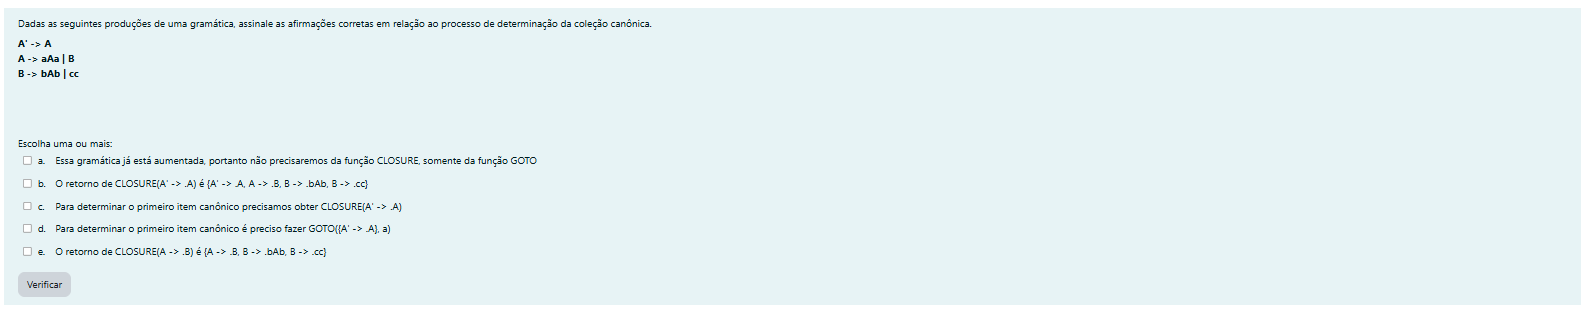 Dadas as seguintes produções de uma gramática, assinale as afirmações corretas em relação ao processo de determinação da coleção canônica.
A' -> A
A -> aAa | B
B -> bAb | cc
Escolha uma ou mais:
a. Essa gramática já está aumentada, portanto não precisaremos da função CLOSURE, somente da função GOTO
b. O retorno de CLOSURE(A' -> .A) é {A' -> .A, A -> .B, B -> .bAb, B -> .cc}
c. Para determinar o primeiro item canônico precisamos obter CLOSURE(A' -> .A)
d. Para determinar o primeiro item canônico é preciso fazer GOTO({A' -> .A}, a)
e. O retorno de CLOSURE(A -> .B) é {A -> .B, B -> .bAb, B -> .cc}
Verificar